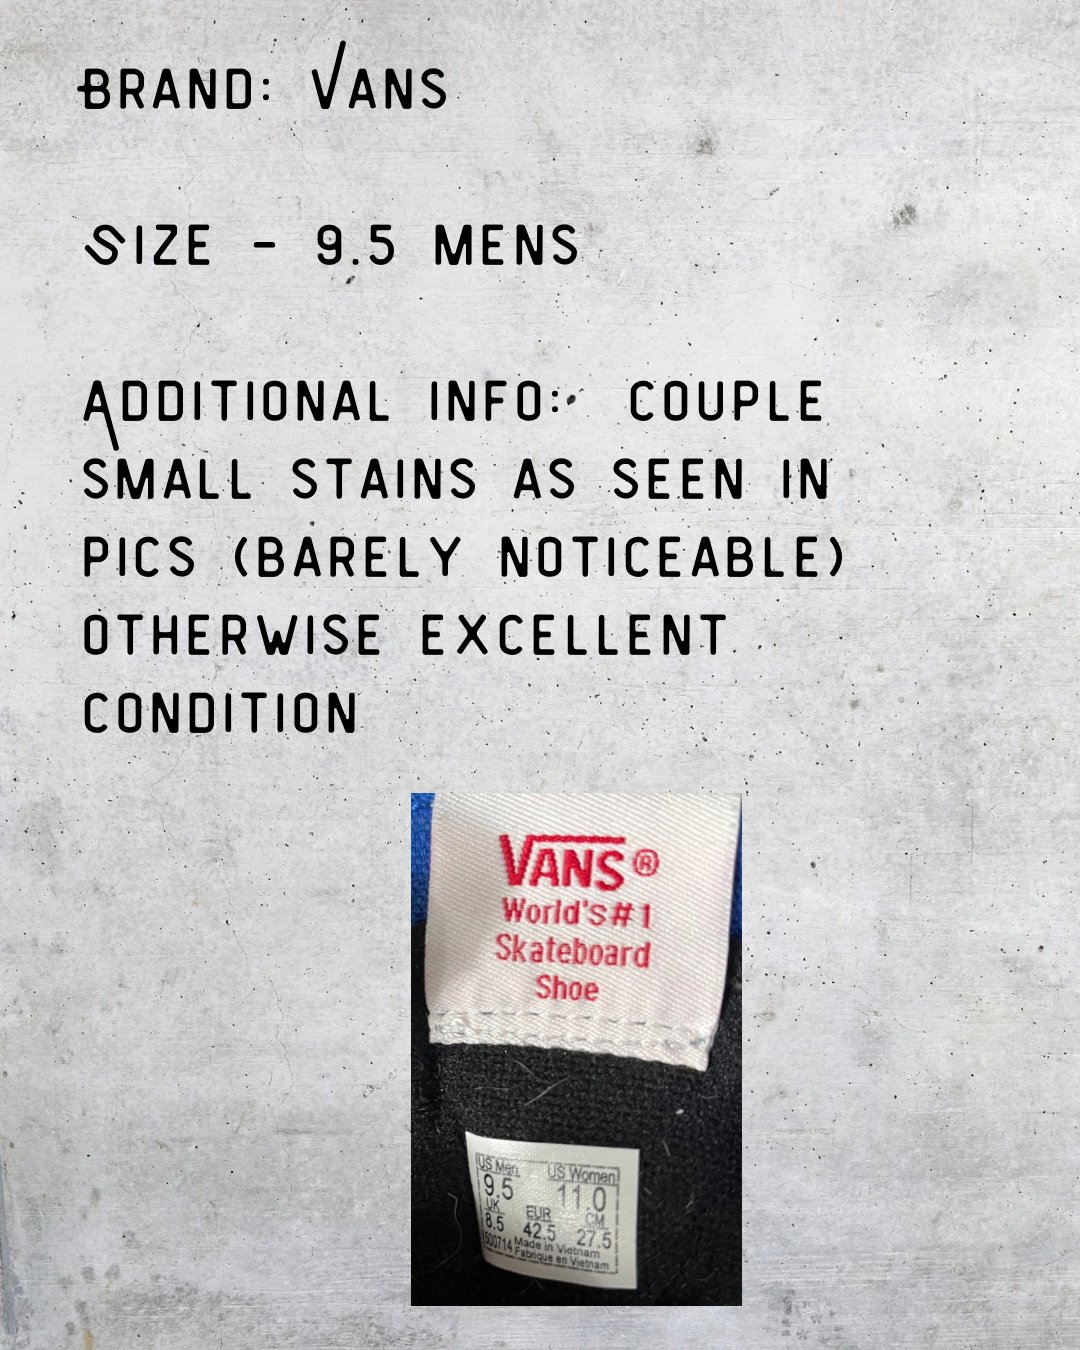 BRAND: VANS
SIZE - 9.5 MENS
ADDITIONAL INFO: COUPLE
SMALL STAINS AS SEEN IN
PICS (BARELY NOTICEABLE)
OTHERWISE EXCELLENT
CONDITION
VANS®
World's #1
Skateboard
Shoe
US Men US Women
9.5 11.0
UK EUR CM
8.5 42.5 27.5
500714 Made in Vietnam
Fabriqué en Vietnam